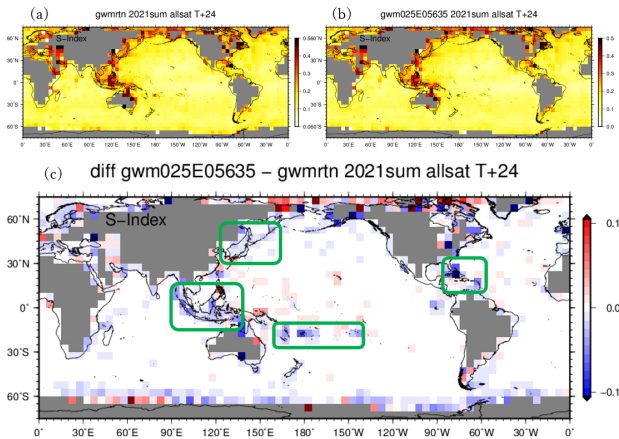 (a) gwmrtn 2021sum allsat T+24
S-Index
60°N
30°N
0°
30°S
60°S
30°E 60°E 90°E 120°E 150°E 180° 150°W 120°W 90°W 60°W 30°W 0°
0.5
0.4
0.3
0.2
0.1
0.060
(b) gwm025E05635 2021sum allsat T+24
S-Index
60°N
30°N
0°
30°S
60°S
30°E 60°E 90°E 120°E 150°E 180° 150°W 120°W 90°W 60°W 30°W 0°
0.5
0.4
0.3
0.2
0.1
0.060
(c) diff gwm025E05635 − gwmrtn 2021sum allsat T+24
S−Index
60°N
30°N
0°
30°S
60°S
0° 30°E 60°E 90°E 120°E 150°E 180° 150°W 120°W 90°W 60°W 30°W 0°
0.1
0.0
−0.1